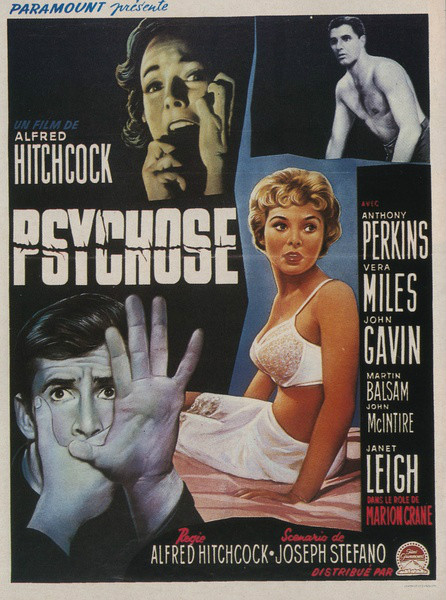 PARAMOUNT présente
UN FILM DE
ALFRED
HITCHCOCK
PSYCHOSE
AVEC
ANTHONY
PERKINS
VERA
MILES
JOHN
GAVIN
MARTIN
BALSAM
JOHN
McINTIRE
JANET
LEIGH
DANS LE ROLE DE
MARION CRANE
Regie
ALFRED HITCHCOCK
Scenario de
JOSEPH STEFANO
DISTRIBUÉ PAR